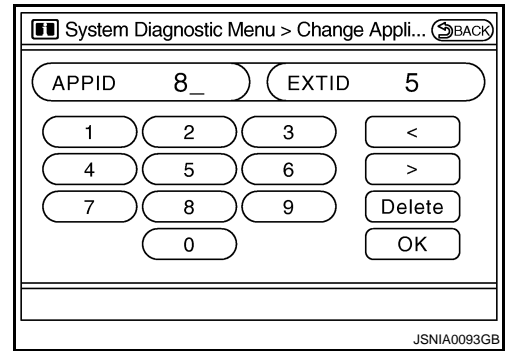 System Diagnostic Menu > Change Appli... BACK
APPID 8_ EXTID 5
1 2 3 <
4 5 6 >
7 8 9 Delete
0 OK
JSNIA0093GB